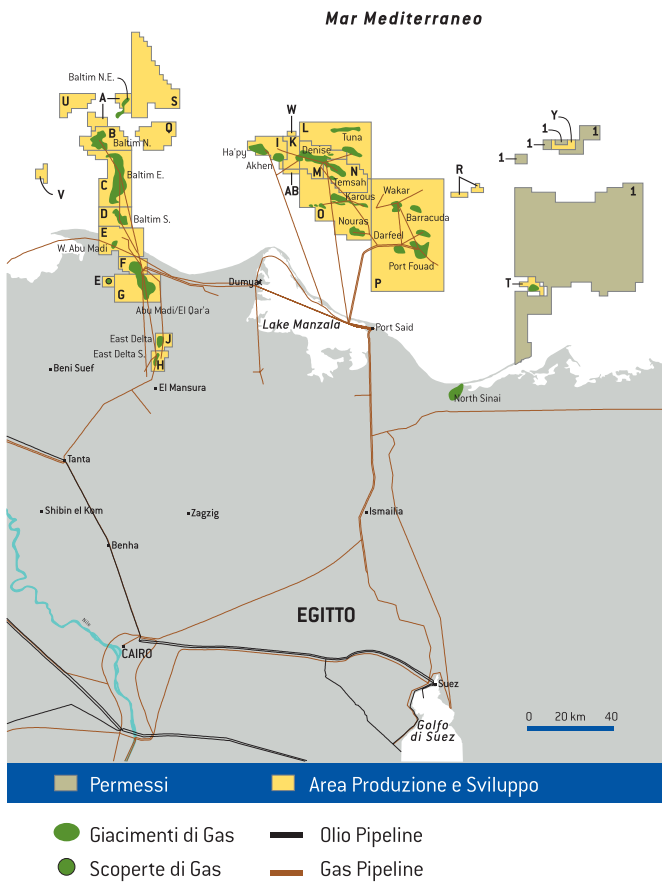 Mar Mediterraneo
Baltim N.E.
U
A
S
B
Q
Baltim N.
V
C
Baltim E.
D
Baltim S.
E
W. Abu Madi
F
E
G
Abu Madi/El Qar'a
East Delta
J
East Delta S.
H
W
L
I
K
Tuna
Ha'py
Denise
Akhen
M
N
Temsah
AB
Karous
Wakar
O
Nouras
Barracuda
Darfeel
Port Fouad
P
R
Y
1
1
1
1
1
T
Dumyat
Lake Manzala
Port Said
North Sinai
Beni Suef
El Mansura
Tanta
Shibin el Kom
Zagzig
Ismailia
Benha
EGITTO
Nilo
CAIRO
Suez
Golfo
di Suez
0 20 km 40
Permessi
Area Produzione e Sviluppo
Giacimenti di Gas
Olio Pipeline
Scoperte di Gas
Gas Pipeline